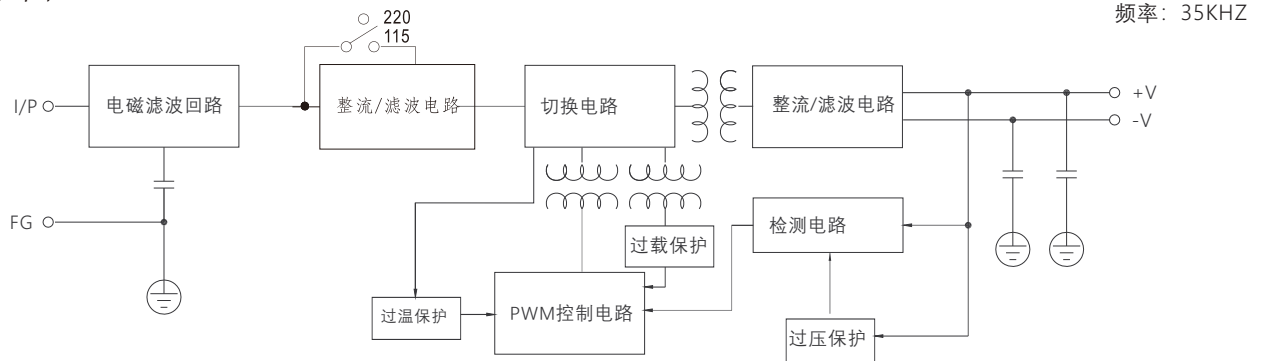 频率：35KHZ
220
115
I/P
电磁滤波回路
整流/滤波电路
切换电路
整流/滤波电路
+V
-V
FG
检测电路
过载保护
过温保护
PWM控制电路
过压保护